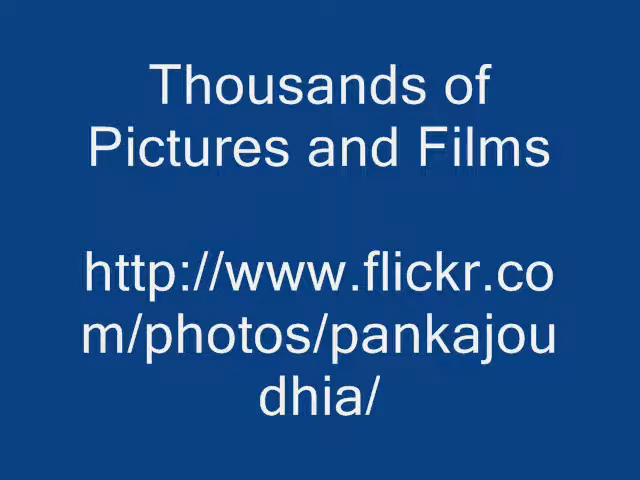 Thousands of
Pictures and Films
http://www.flickr.co
m/photos/pankajou
dhia/